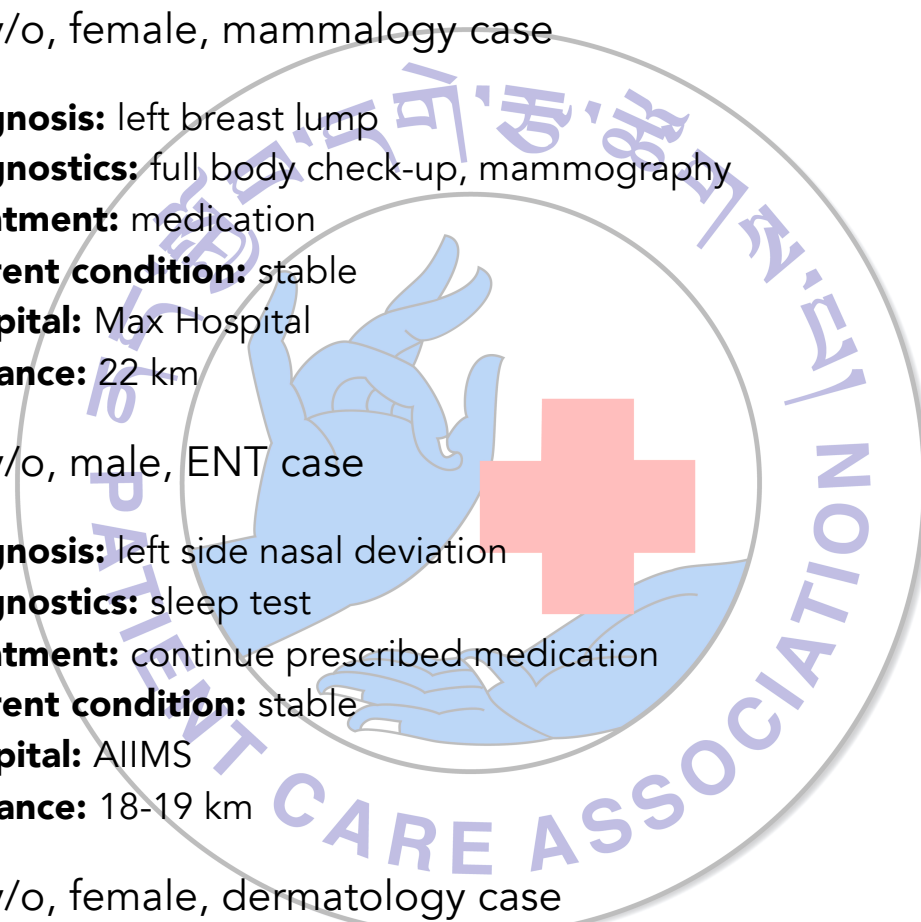 y/o, female, mammalogy case
gnosis: left breast lump
gnostics: full body check-up, mammography
atment: medication
rent condition: stable
pital: Max Hospital
ance: 22 km
y/o, male, ENT case
gnosis: left side nasal deviation
gnostics: sleep test
atment: continue prescribed medication
rent condition: stable
pital: AIIMS
ance: 18-19 km
y/o, female, dermatology case
PATIENT CARE ASSOCIATION